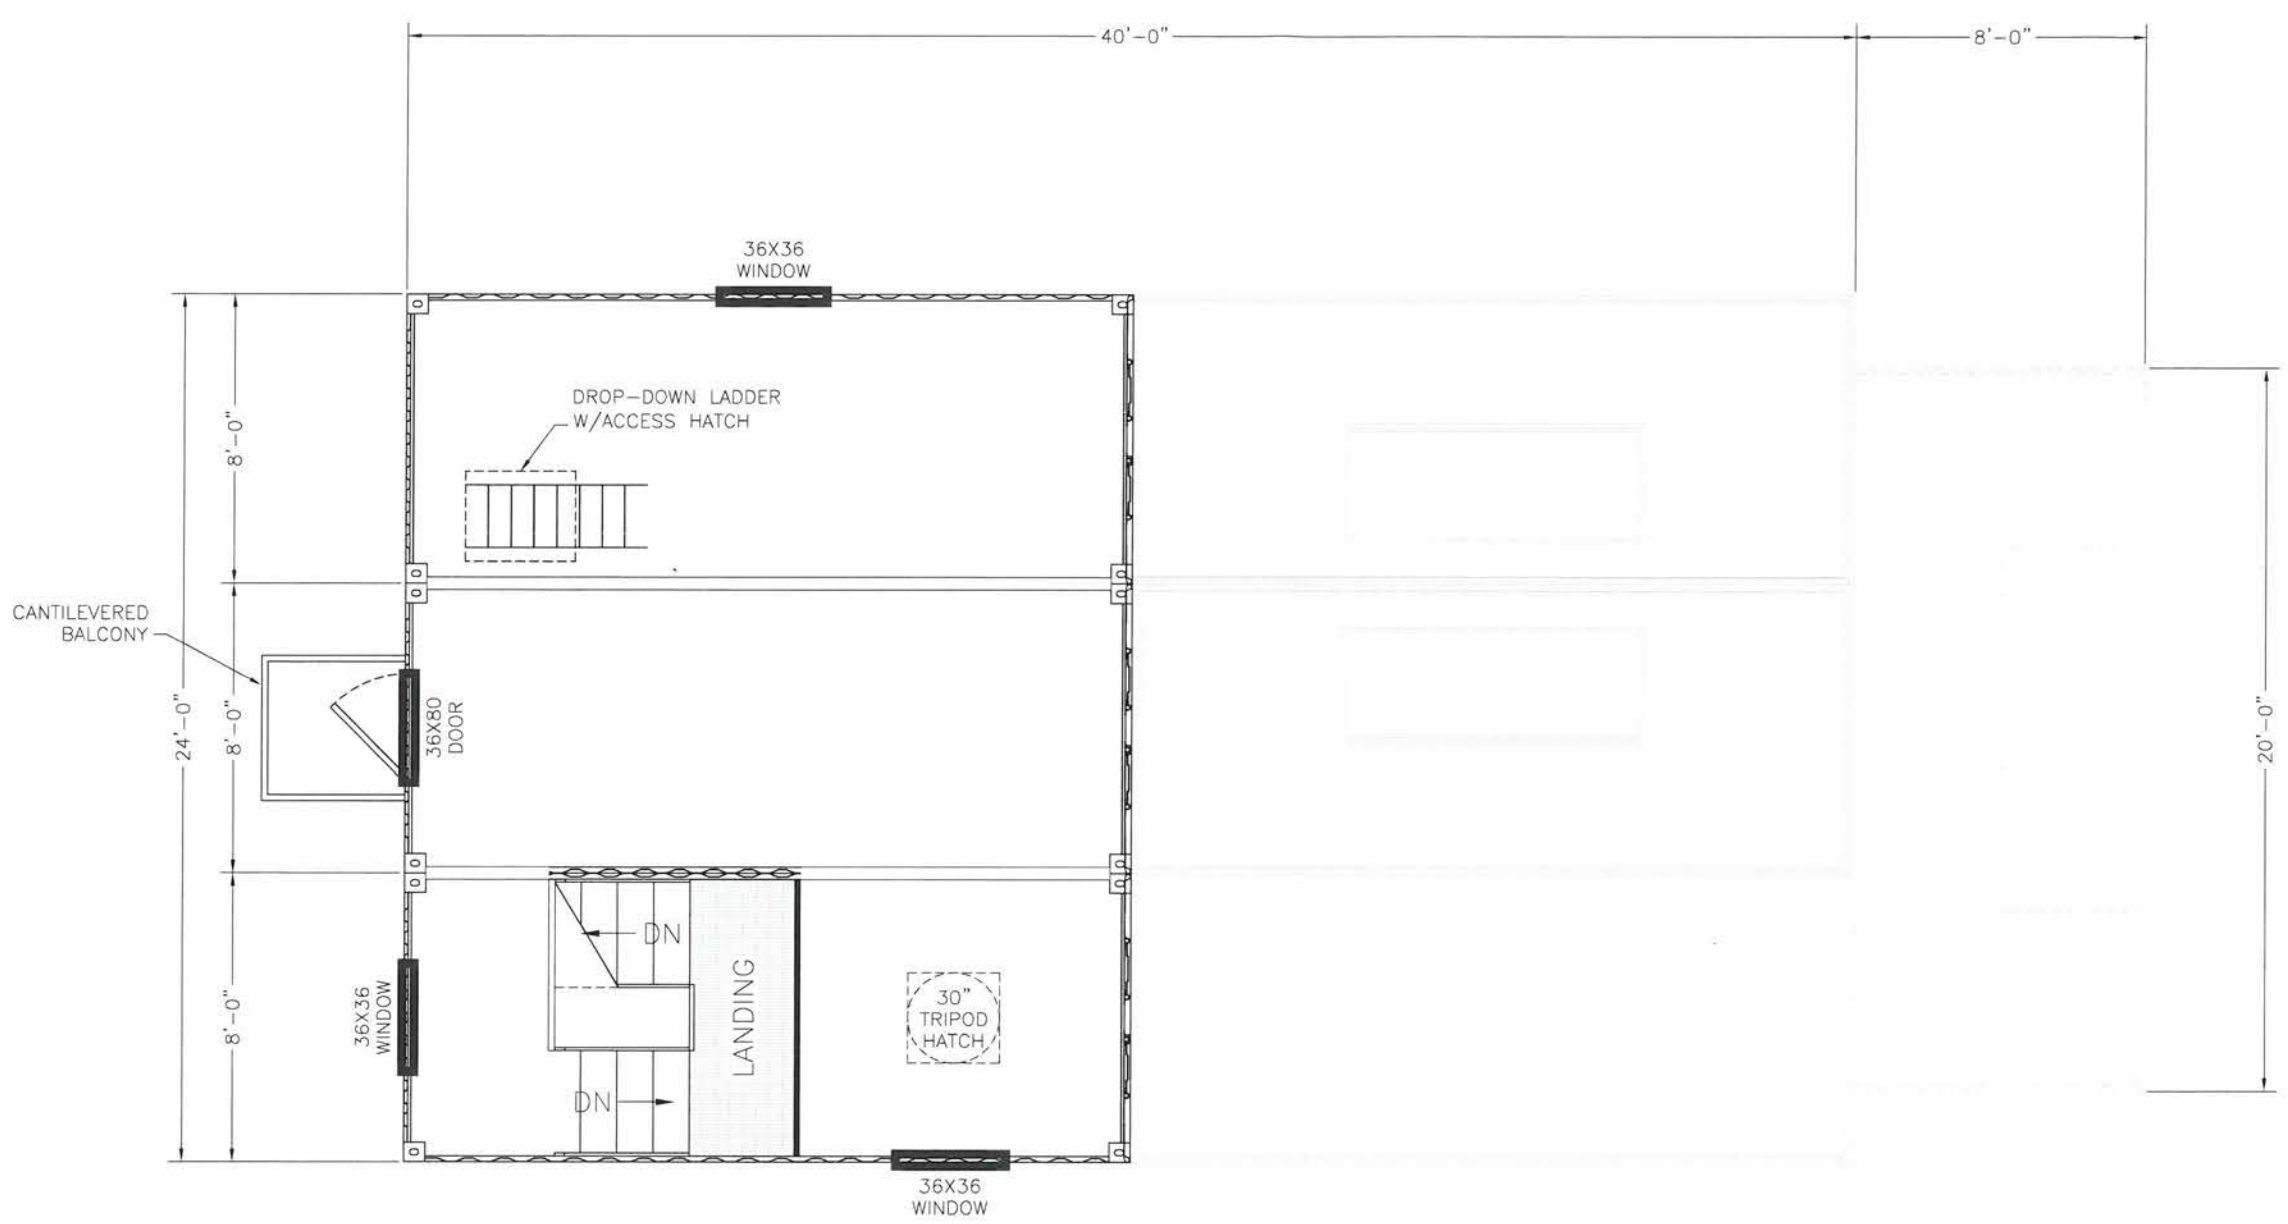 40'-0"
8'-0"
36X36
WINDOW
DROP-DOWN LADDER
W/ACCESS HATCH
8'-0"
CANTILEVERED
BALCONY
24'-0"
8'-0"
36X80
DOOR
20'-0"
DN
LANDING
30"
TRIPOD
HATCH
36X36
WINDOW
8'-0"
DN
36X36
WINDOW